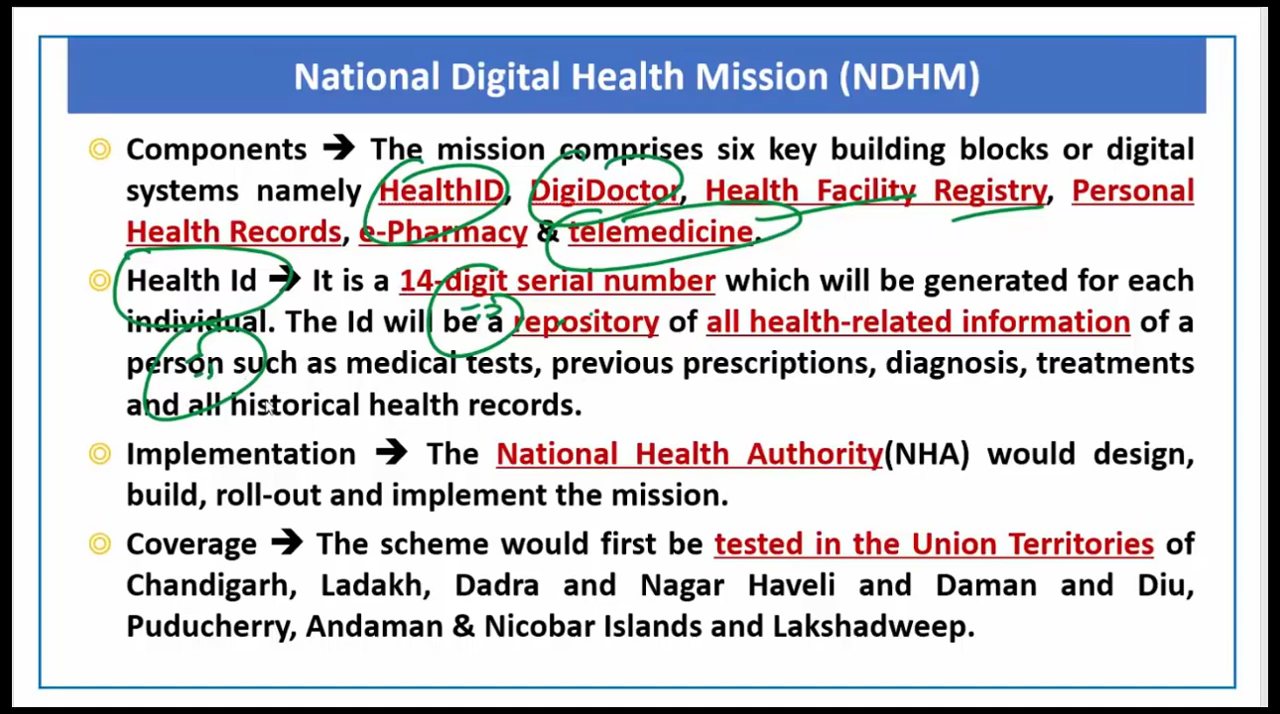 National Digital Health Mission (NDHM)
Components → The mission comprises six key building blocks or digital
systems namely HealthID, DigiDoctor, Health Facility Registry, Personal
Health Records, e-Pharmacy & telemedicine.
Health Id → It is a 14-digit serial number which will be generated for each
individual. The Id will be a repository of all health-related information of a
person such as medical tests, previous prescriptions, diagnosis, treatments
and all historical health records.
Implementation → The National Health Authority(NHA) would design,
build, roll-out and implement the mission.
Coverage → The scheme would first be tested in the Union Territories of
Chandigarh, Ladakh, Dadra and Nagar Haveli and Daman and Diu,
Puducherry, Andaman & Nicobar Islands and Lakshadweep.